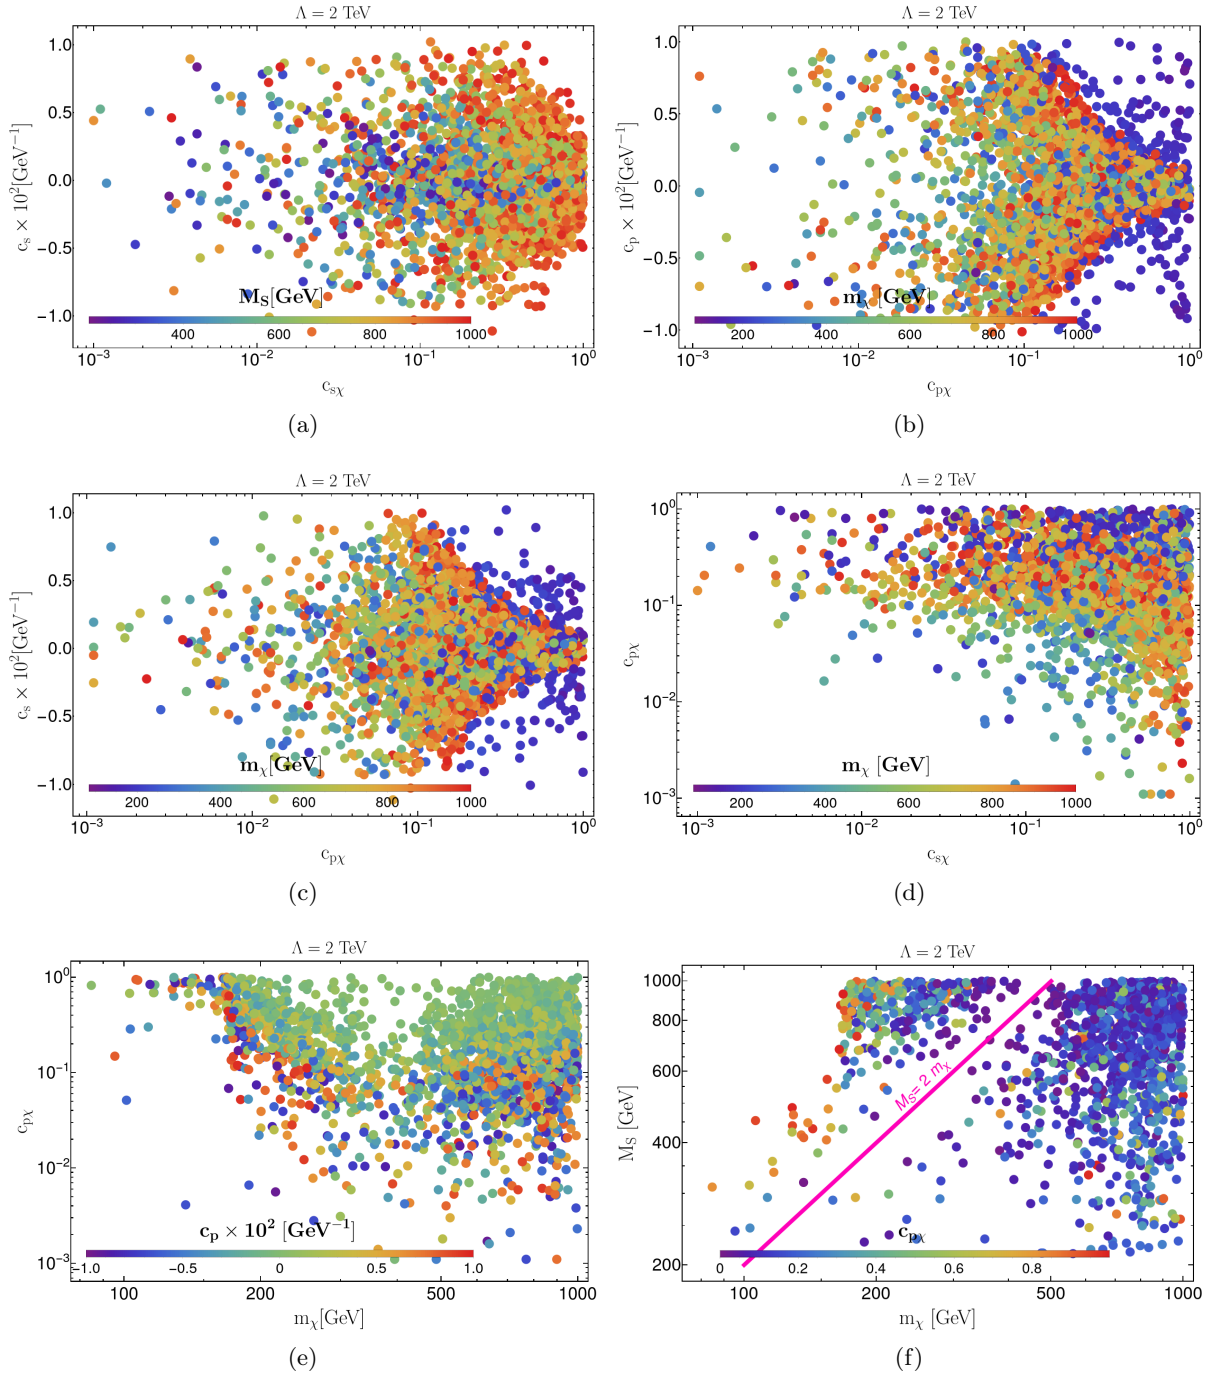 Λ = 2 TeV
1.0
0.5
0.0
−0.5
−1.0
c_s × 10^2[GeV^−1]
M_S[GeV]
400 600 800 1000
10^−3 10^−2 10^−1 10^0
c_sχ
(a)
Λ = 2 TeV
1.0
0.5
0.0
−0.5
−1.0
c_p × 10^2[GeV^−1]
m_χ [GeV]
200 400 600 800 1000
10^−3 10^−2 10^−1 10^0
c_pχ
(b)
Λ = 2 TeV
1.0
0.5
0.0
−0.5
−1.0
c_s × 10^2[GeV^−1]
m_χ[GeV]
200 400 600 800 1000
10^−3 10^−2 10^−1 10^0
c_pχ
(c)
Λ = 2 TeV
10^0
10^−1
10^−2
10^−3
c_pχ
m_χ [GeV]
200 400 600 800 1000
10^−3 10^−2 10^−1 10^0
c_sχ
(d)
Λ = 2 TeV
10^0
10^−1
10^−2
10^−3
c_pχ
c_p × 10^2 [GeV^−1]
−1.0 −0.5 0 0.5 1.0
100 200 500 1000
m_χ[GeV]
(e)
Λ = 2 TeV
1000
800
600
400
200
M_S [GeV]
M_S= 2 m_χ
c_pχ
0 0.2 0.4 0.6 0.8
100 200 500 1000
m_χ [GeV]
(f)